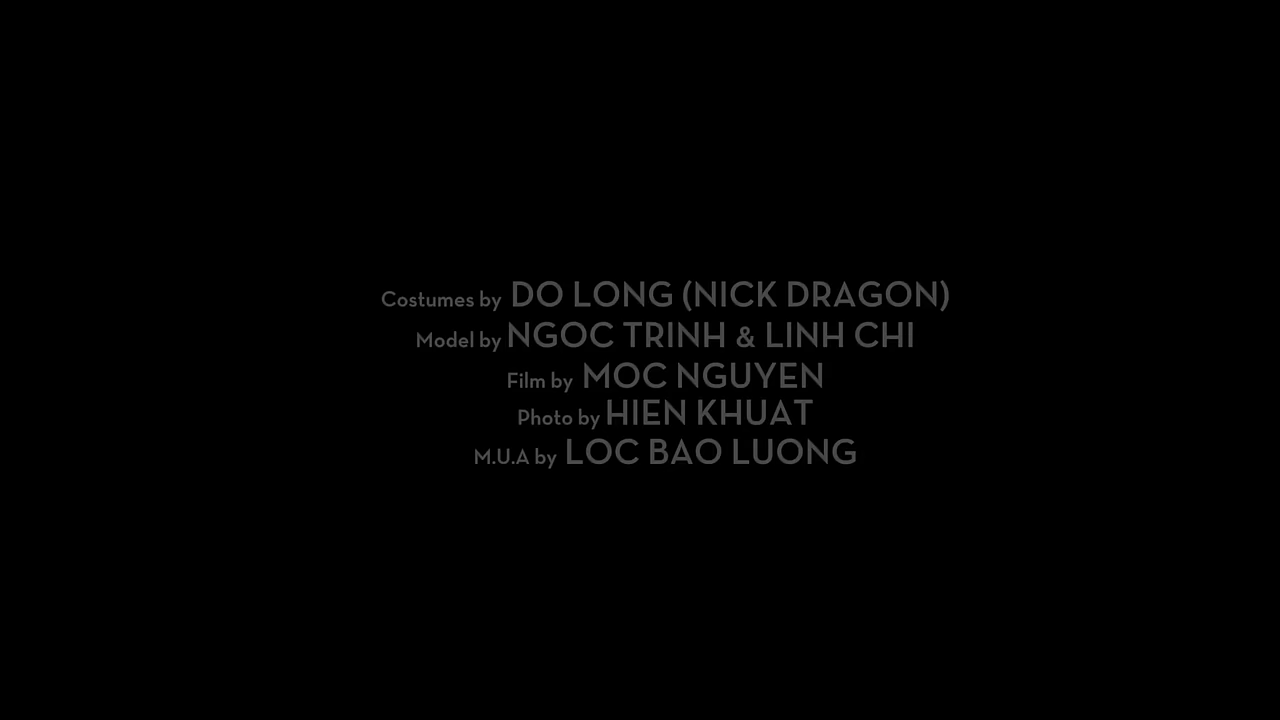 Costumes by DO LONG (NICK DRAGON)
Model by NGOC TRINH & LINH CHI
Film by MOC NGUYEN
Photo by HIEN KHUAT
M.U.A by LOC BAO LUONG